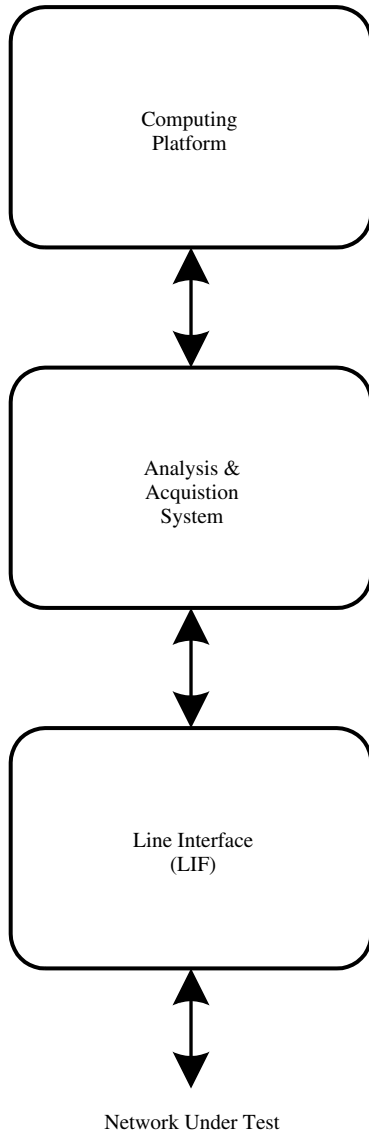 Computing
Platform
Analysis &
Acquistion
System
Line Interface
(LIF)
Network Under Test